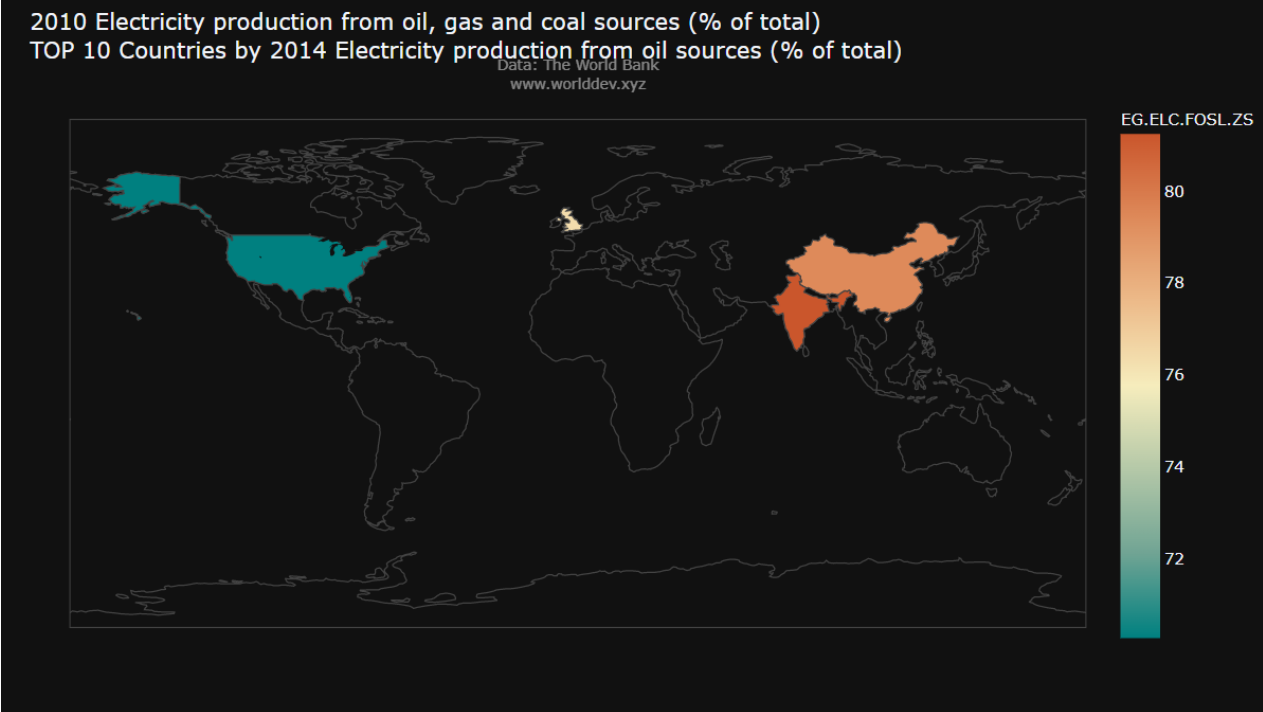 2010 Electricity production from oil, gas and coal sources (% of total)
TOP 10 Countries by 2014 Electricity production from oil sources (% of total)
Data: The World Bank
www.worlddev.xyz
EG.ELC.FOSL.ZS
80
78
76
74
72